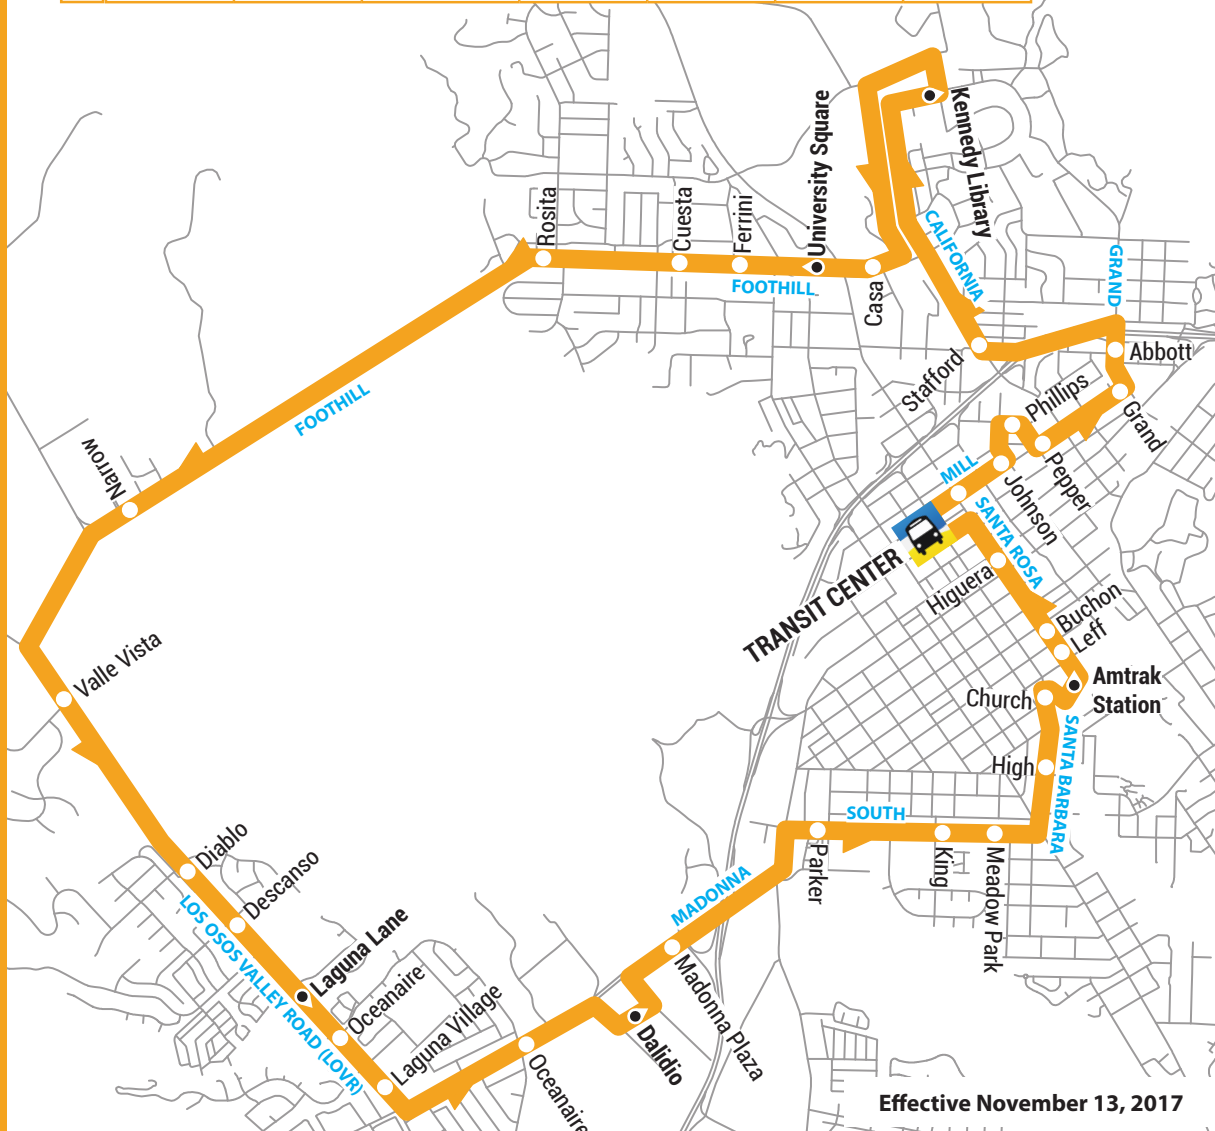 Kennedy Library
University Square
Rosita
Cuesta
Ferrini
CALIFORNIA
GRAND
FOOTHILL
Casa
Stafford
Abbott
Phillips
Grand
FOOTHILL
Pepper
MILL
Johnson
Narrow
SANTA ROSA
TRANSIT CENTER
Higuera
Buchon
Leff
Valle Vista
Amtrak
Station
Church
SANTA BARBARA
High
SOUTH
Parker
King
Meadow Park
Diablo
Descanso
MADONNA
LOS OSOS VALLEY ROAD (LOVR)
Laguna Lane
Oceanaire
Laguna Village
Madonna Plaza
Dalidio
Oceanaire
Effective November 13, 2017